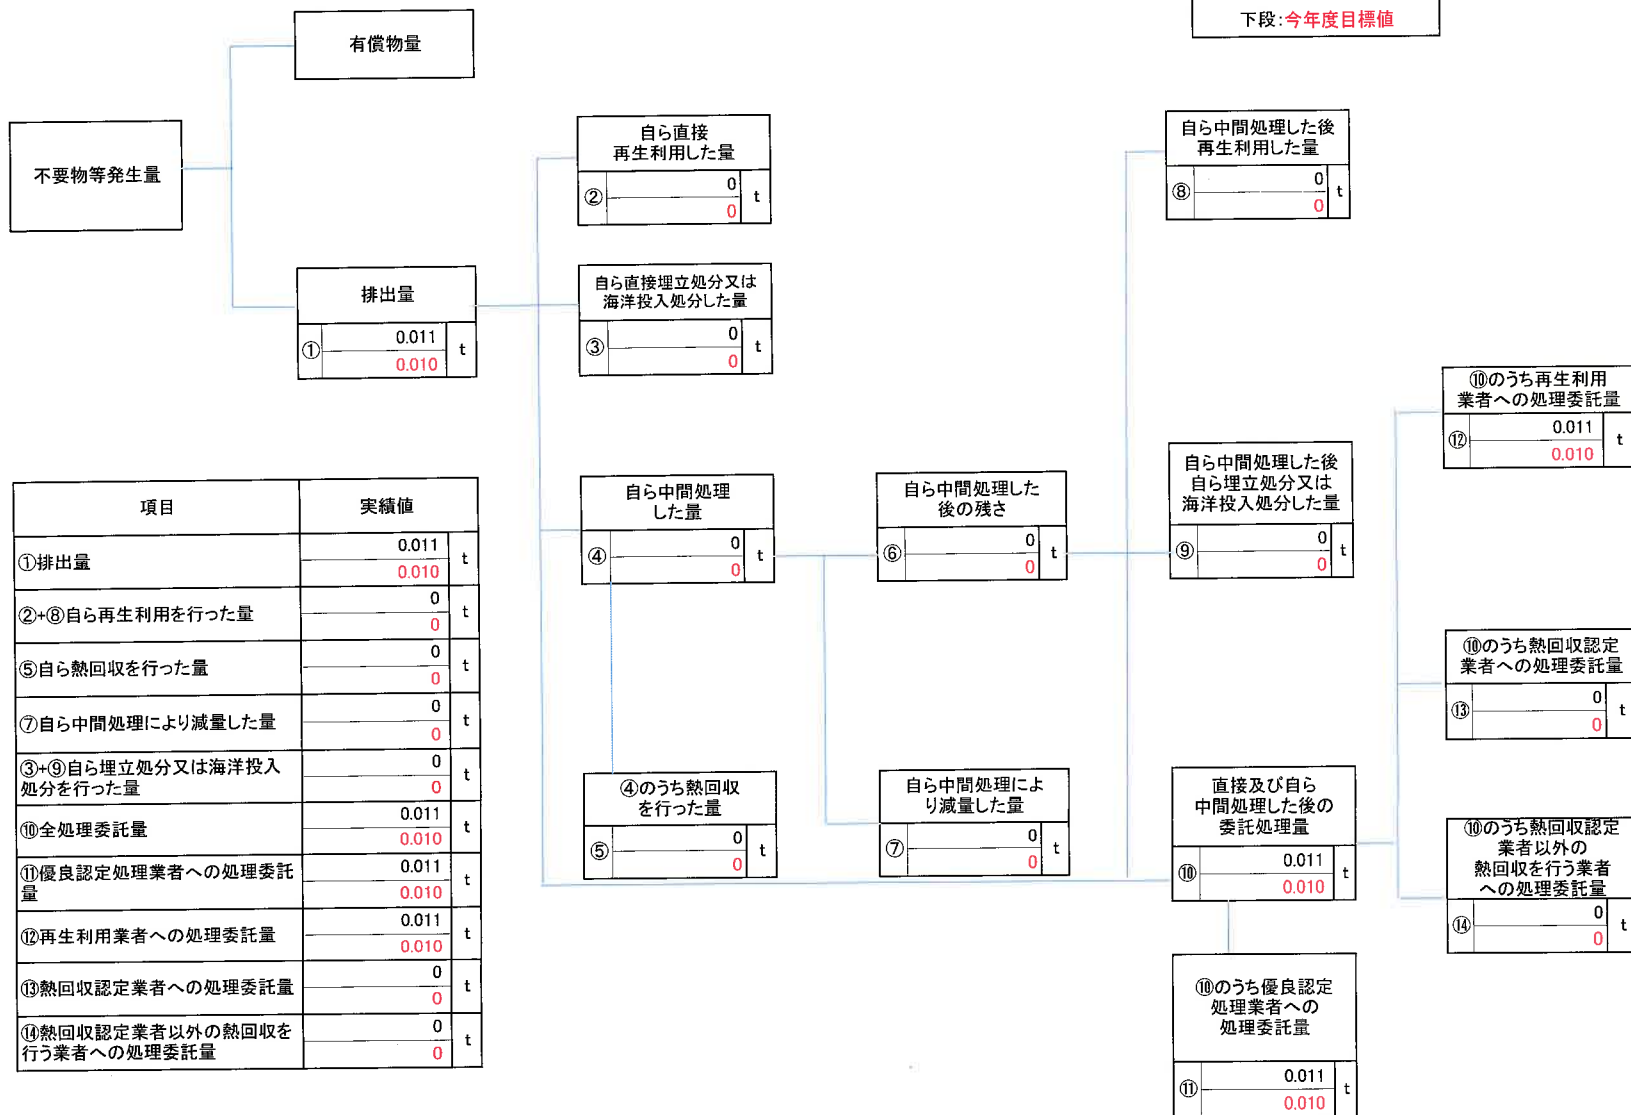 下段:今年度目標値
有償物量
不要物等発生量
排出量
①
0.011
0.010
t
自ら直接
再生利用した量
②
0
0
t
自ら直接埋立処分又は
海洋投入処分した量
③
0
0
t
自ら中間処理
した量
④
0
0
t
④のうち熱回収
を行った量
⑤
0
0
t
自ら中間処理した
後の残さ
⑥
0
0
t
自ら中間処理によ
り減量した量
⑦
0
0
t
自ら中間処理した後
再生利用した量
⑧
0
0
t
自ら中間処理した後
自ら埋立処分又は
海洋投入処分した量
⑨
0
0
t
直接及び自ら
中間処理した後の
委託処理量
⑩
0.011
0.010
t
⑩のうち優良認定
処理業者への
処理委託量
⑪
0.011
0.010
t
⑩のうち再生利用
業者への処理委託量
⑫
0.011
0.010
t
⑩のうち熱回収認定
業者への処理委託量
⑬
0
0
t
⑩のうち熱回収認定
業者以外の
熱回収を行う業者
への処理委託量
⑭
0
0
t
項目 実績値
①排出量
0.011
0.010
t
②+⑧自ら再生利用を行った量
0
0
t
⑤自ら熱回収を行った量
0
0
t
⑦自ら中間処理により減量した量
0
0
t
③+⑨自ら埋立処分又は海洋投入
処分を行った量
0
0
t
⑩全処理委託量
0.011
0.010
t
⑪優良認定処理業者への処理委託
量
0.011
0.010
t
⑫再生利用業者への処理委託量
0.011
0.010
t
⑬熱回収認定業者への処理委託量
0
0
t
⑭熱回収認定業者以外の熱回収を
行う業者への処理委託量
0
0
t